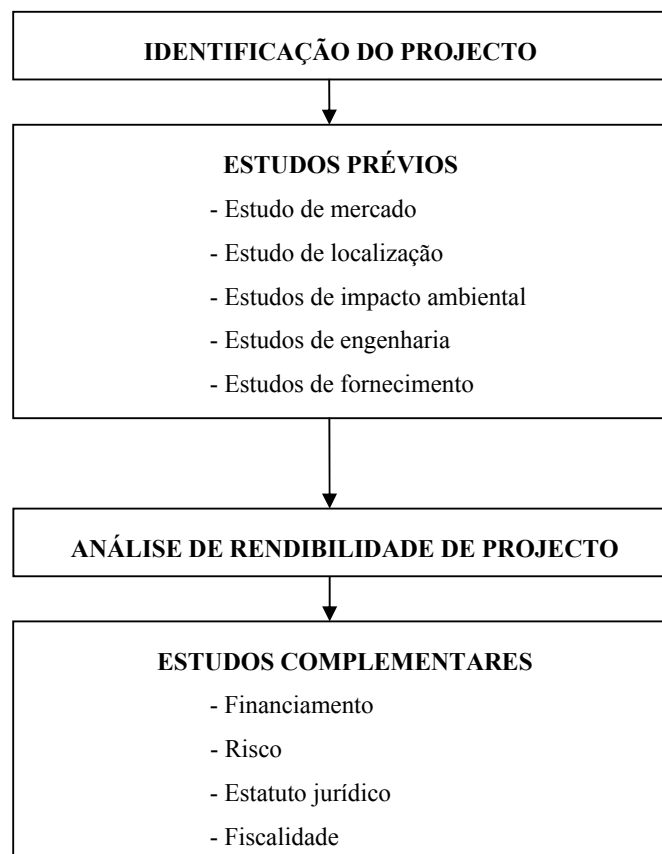 IDENTIFICAÇÃO DO PROJECTO
ESTUDOS PRÉVIOS
- Estudo de mercado
- Estudo de localização
- Estudos de impacto ambiental
- Estudos de engenharia
- Estudos de fornecimento
ANÁLISE DE RENDIBILIDADE DE PROJECTO
ESTUDOS COMPLEMENTARES
- Financiamento
- Risco
- Estatuto jurídico
- Fiscalidade